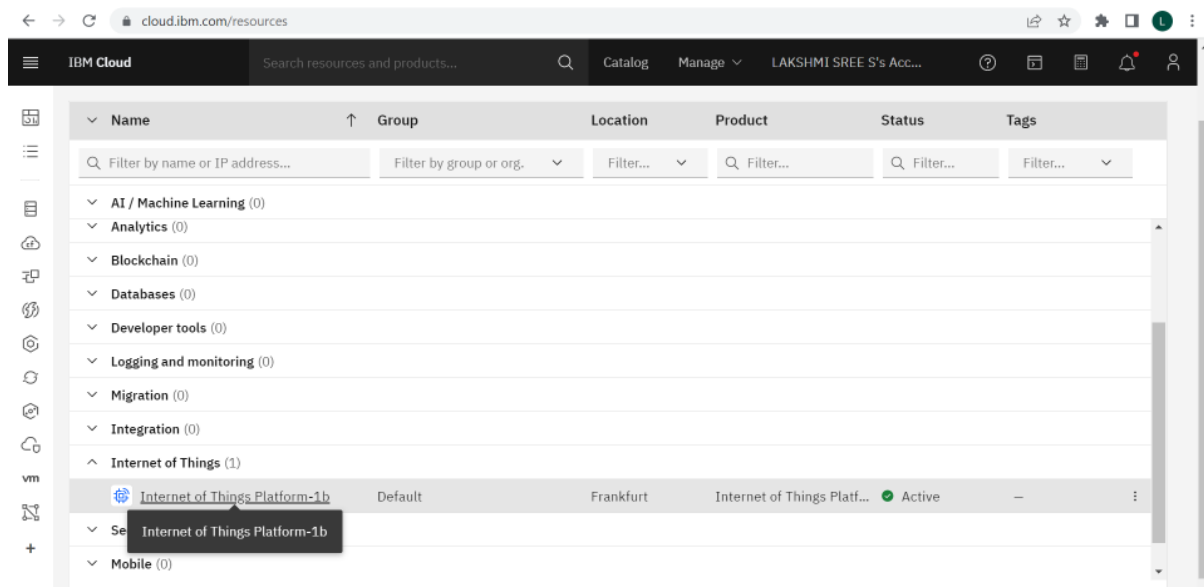 cloud.ibm.com/resources
L
IBM Cloud Search resources and products... Catalog Manage LAKSHMI SREE S's Acc...
Name Group Location Product Status Tags
Filter by name or IP address... Filter by group or org. Filter... Filter... Filter... Filter...
AI / Machine Learning (0)
Analytics (0)
Blockchain (0)
Databases (0)
Developer tools (0)
Logging and monitoring (0)
Migration (0)
Integration (0)
Internet of Things (1)
vm
Internet of Things Platform-1b Default Frankfurt Internet of Things Platf... Active –
Se
Internet of Things Platform-1b
Mobile (0)